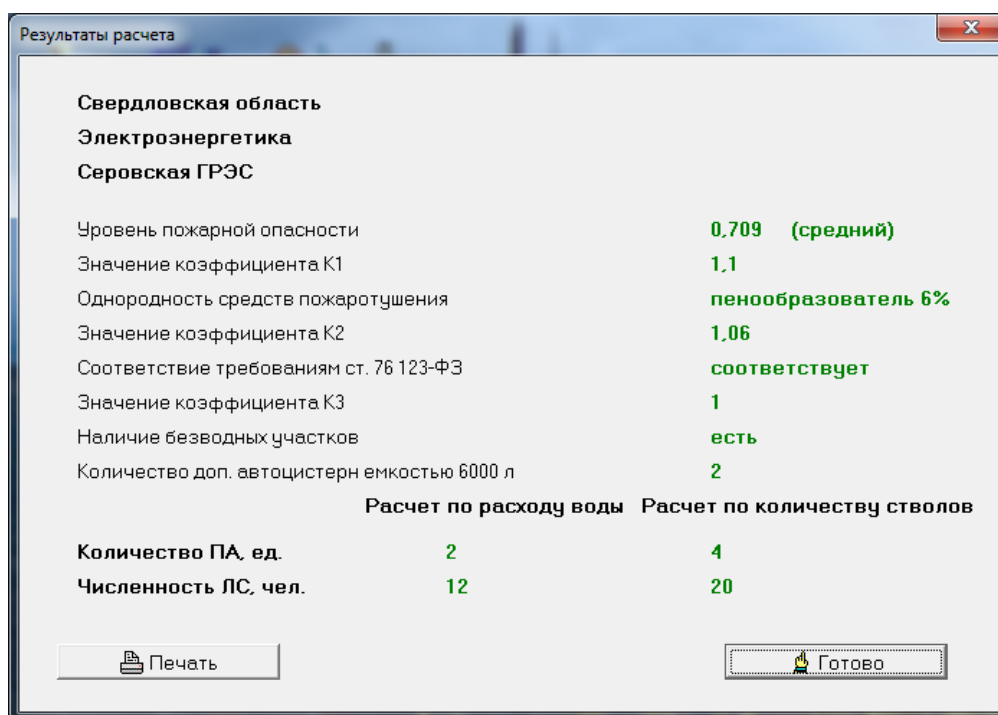 Результаты расчета
Свердловская область
Электроэнергетика
Серовская ГРЭС
Уровень пожарной опасности 0,709 (средний)
Значение коэффициента К1 1,1
Однородность средств пожаротушения пенообразователь 6%
Значение коэффициента К2 1,06
Соответствие требованиям ст. 76 123-ФЗ соответствует
Значение коэффициента К3 1
Наличие безводных участков есть
Количество доп. автоцистерн емкостью 6000 л 2
Расчет по расходу воды Расчет по количеству стволов
Количество ПА, ед. 2 4
Численность ЛС, чел. 12 20
Печать Готово